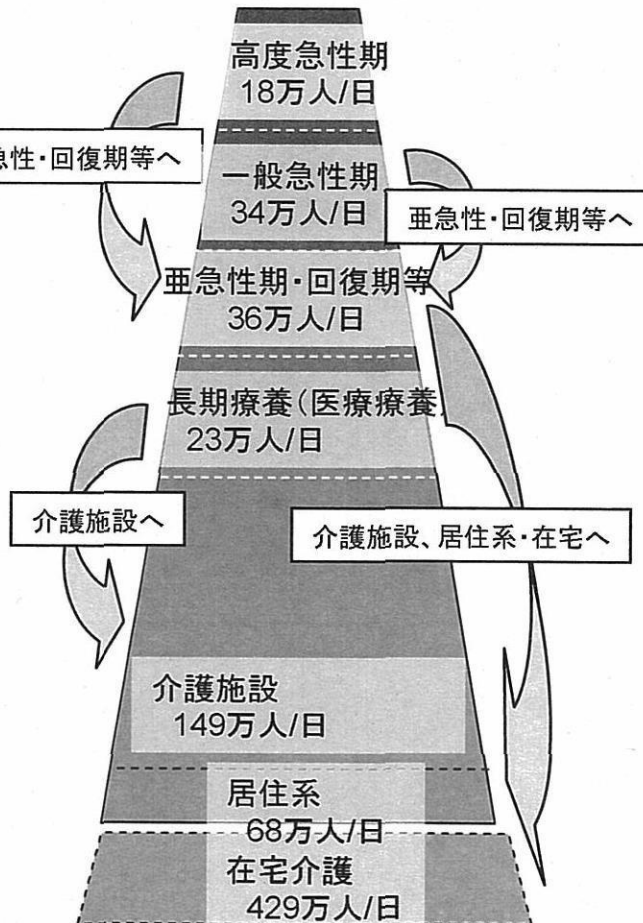 高度急性期
18万人/日
急性・回復期等へ
一般急性期
34万人/日
亜急性・回復期等へ
亜急性期・回復期等
36万人/日
長期療養(医療療養)
23万人/日
介護施設へ
介護施設、居住系・在宅へ
介護施設
149万人/日
居住系
68万人/日
在宅介護
429万人/日